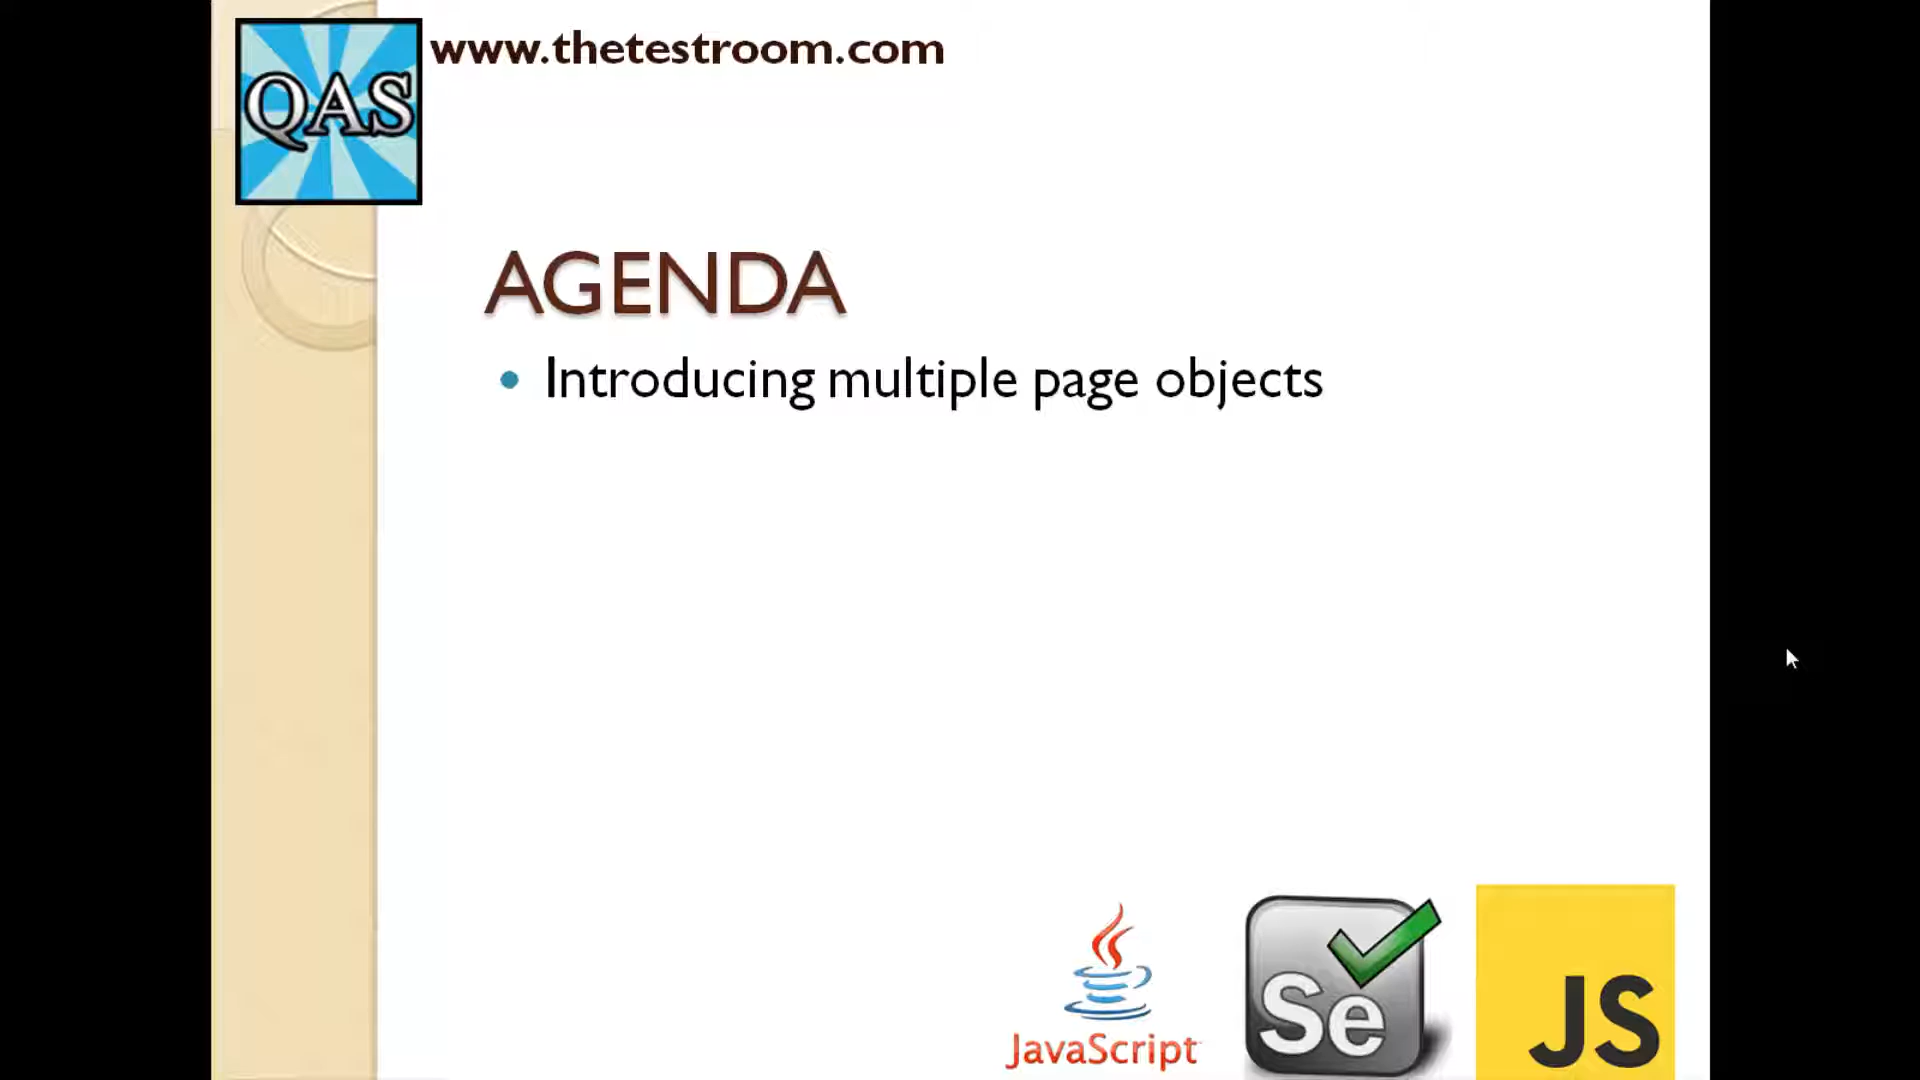 www.thetestroom.com
QAS
AGENDA
• Introducing multiple page objects
JavaScript
Se
JS